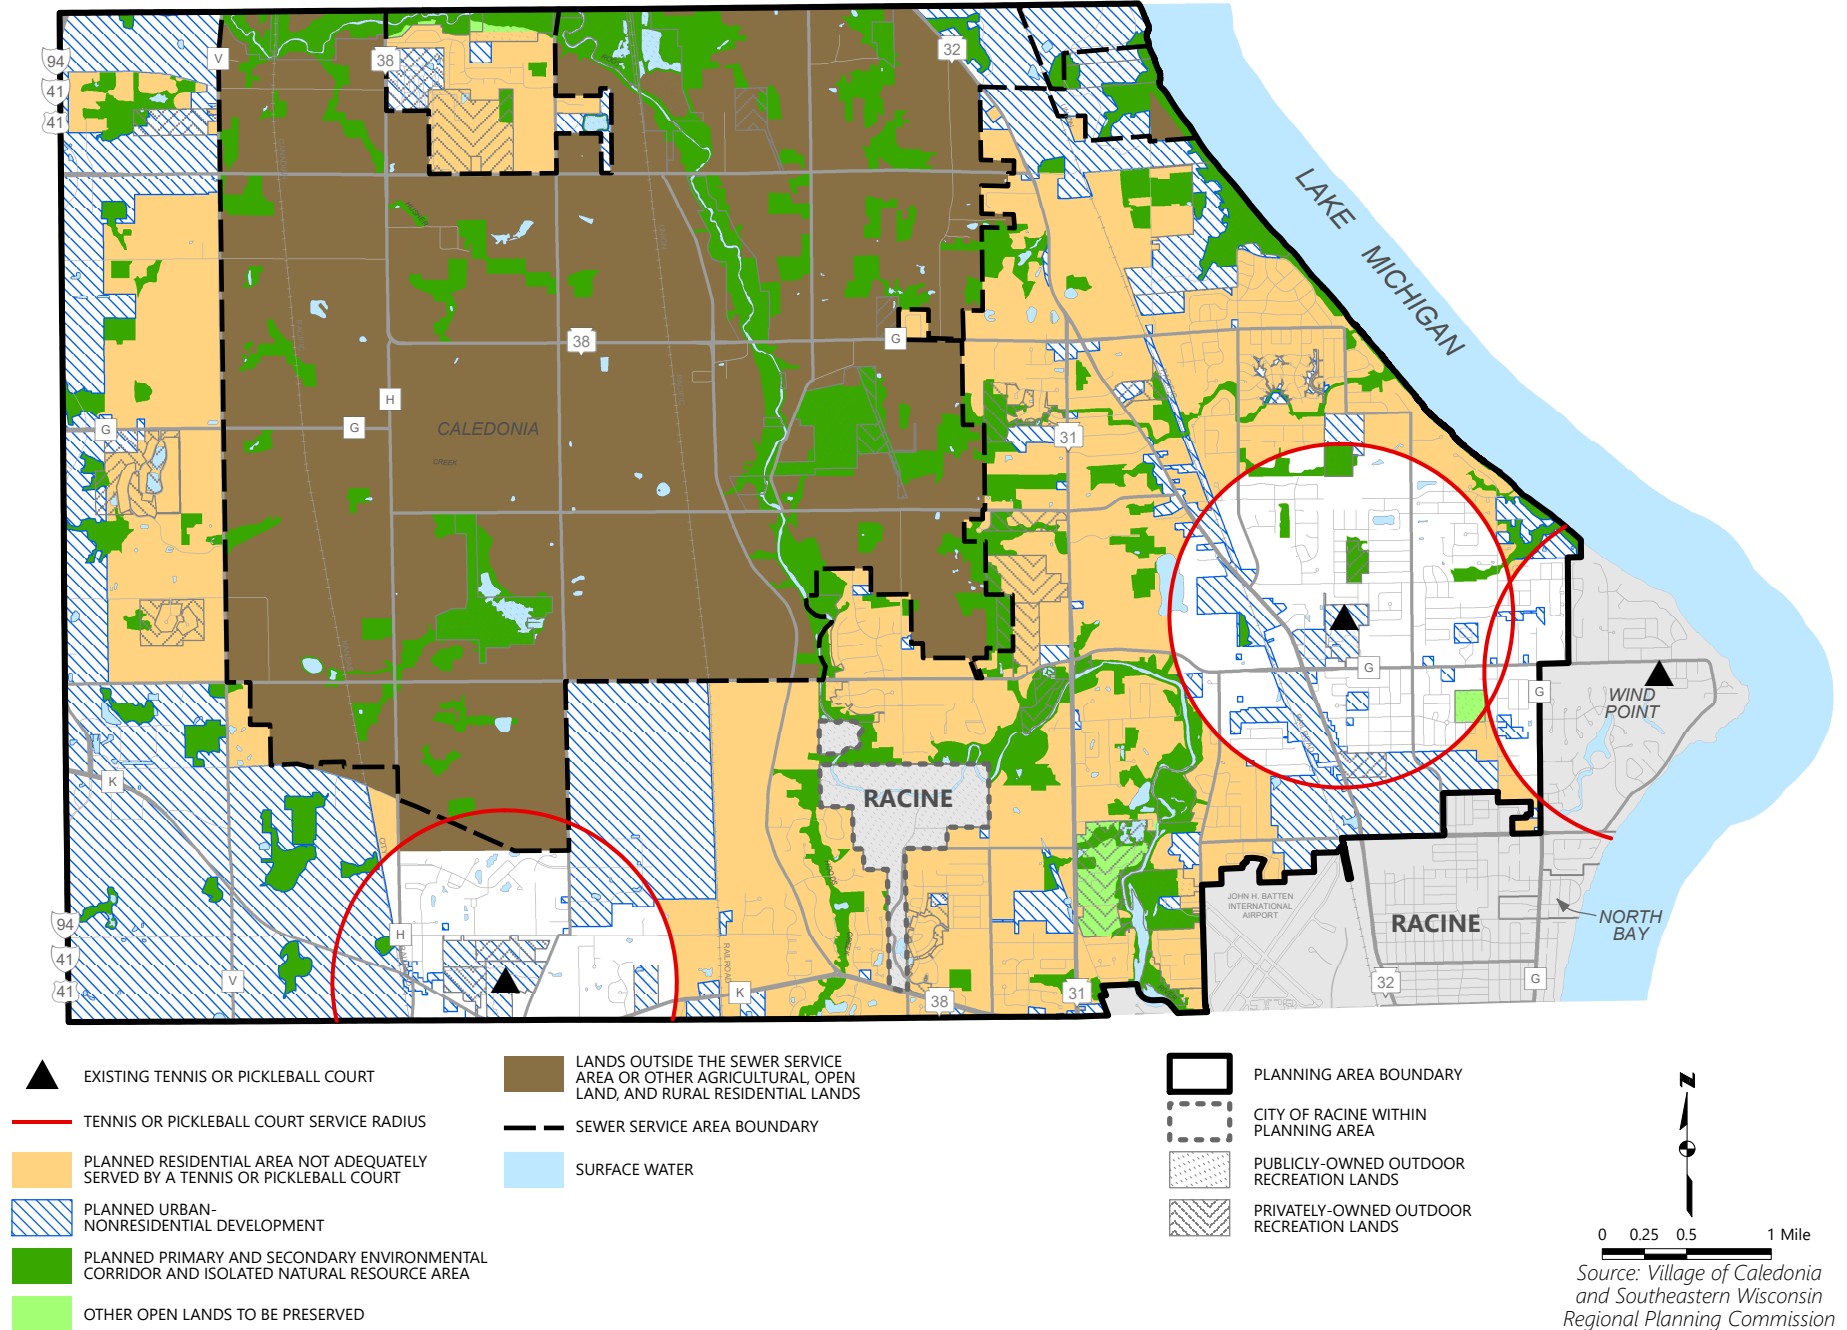 94
41
41
V
38
32
LAKE
MICHIGAN
38
G
H
G
G
CALEDONIA
CREEK
31
G
G
WIND
POINT
K
RACINE
H
94
41
41
V
RAILROAD
K
38
31
JOHN H. BATTEN
INTERNATIONAL
AIRPORT
RACINE
NORTH
BAY
32
G
EXISTING TENNIS OR PICKLEBALL COURT
TENNIS OR PICKLEBALL COURT SERVICE RADIUS
PLANNED RESIDENTIAL AREA NOT ADEQUATELY
SERVED BY A TENNIS OR PICKLEBALL COURT
PLANNED URBAN-
NONRESIDENTIAL DEVELOPMENT
PLANNED PRIMARY AND SECONDARY ENVIRONMENTAL
CORRIDOR AND ISOLATED NATURAL RESOURCE AREA
OTHER OPEN LANDS TO BE PRESERVED
LANDS OUTSIDE THE SEWER SERVICE
AREA OR OTHER AGRICULTURAL, OPEN
LAND, AND RURAL RESIDENTIAL LANDS
SEWER SERVICE AREA BOUNDARY
SURFACE WATER
PLANNING AREA BOUNDARY
CITY OF RACINE WITHIN
PLANNING AREA
PUBLICLY-OWNED OUTDOOR
RECREATION LANDS
PRIVATELY-OWNED OUTDOOR
RECREATION LANDS
N
0 0.25 0.5 1 Mile
Source: Village of Caledonia
and Southeastern Wisconsin
Regional Planning Commission